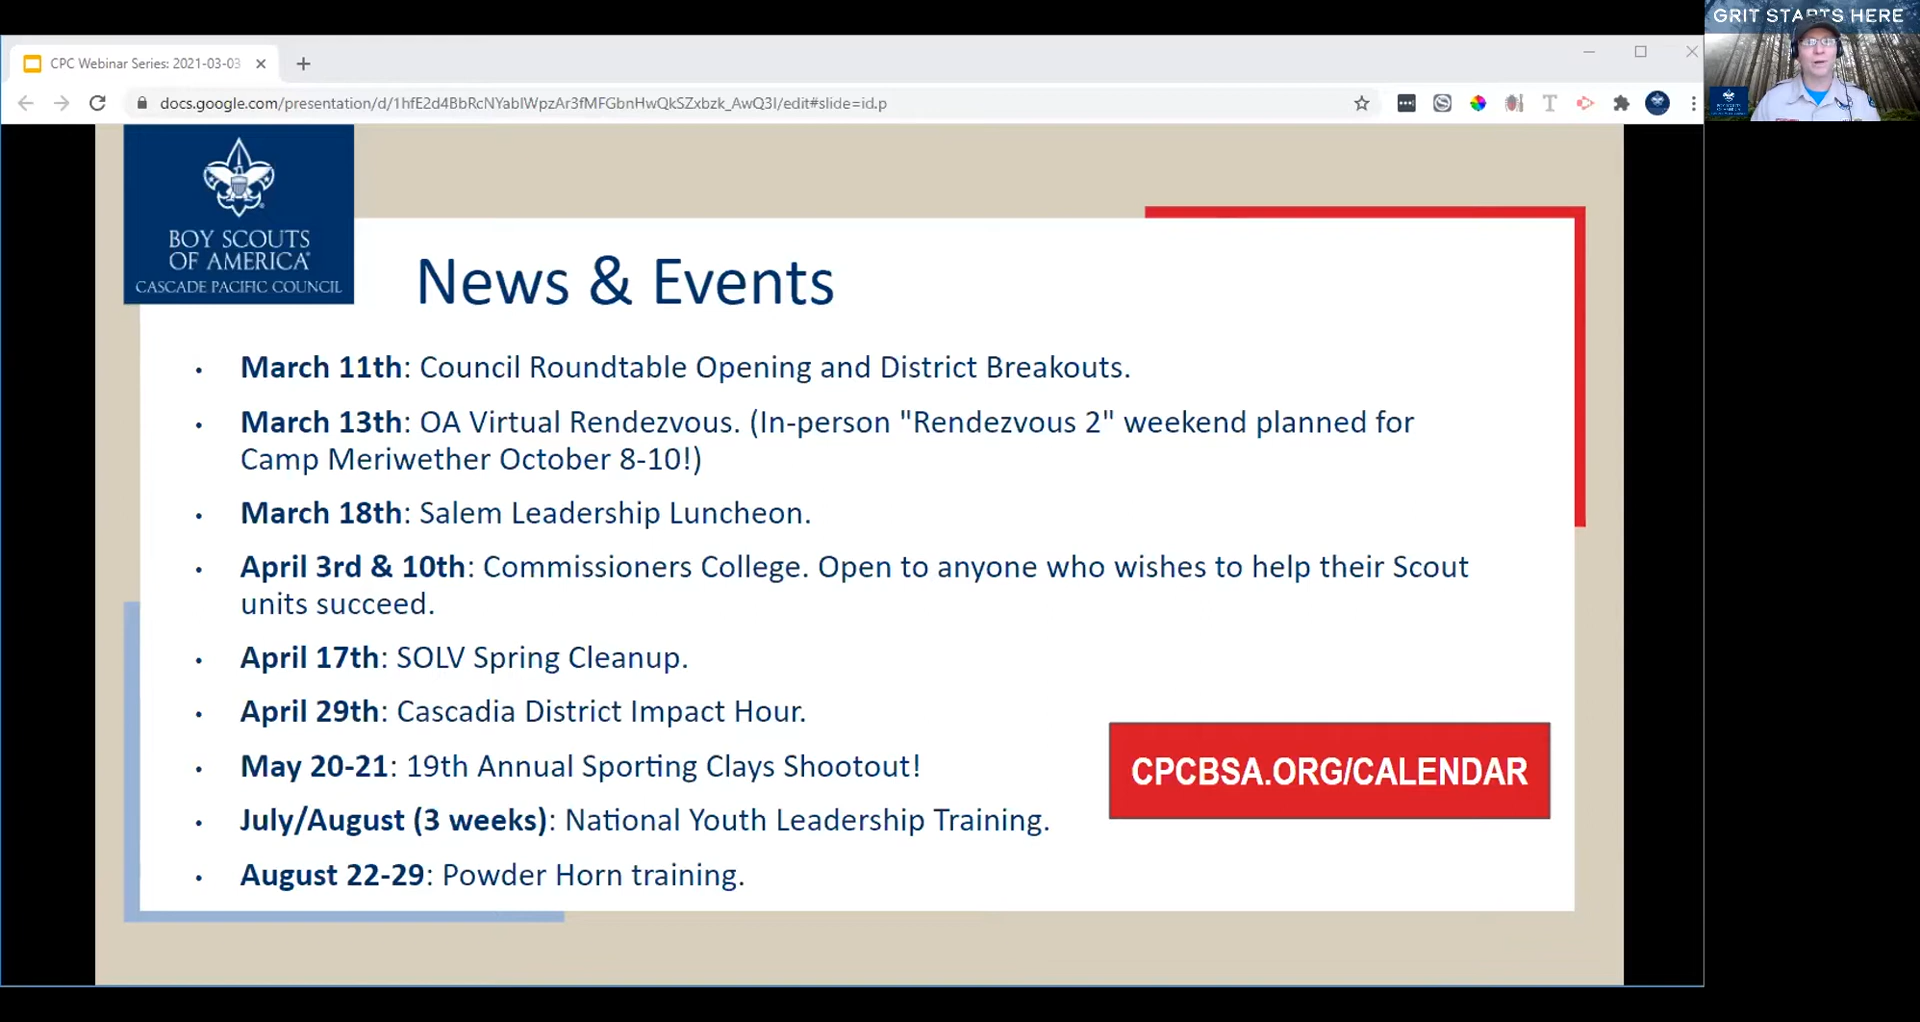 GRIT STARTS HERE
CPC Webinar Series: 2021-03-03
docs.google.com/presentation/d/1hfE2d4BbRcNYablWpzAr3fMFGbnHwQkSZxbzk_AwQ3I/edit#slide=id.p
BOY SCOUTS
OF AMERICA®
CASCADE PACIFIC COUNCIL
News & Events
• March 11th: Council Roundtable Opening and District Breakouts.
• March 13th: OA Virtual Rendezvous. (In-person "Rendezvous 2" weekend planned for
Camp Meriwether October 8-10!)
• March 18th: Salem Leadership Luncheon.
• April 3rd & 10th: Commissioners College. Open to anyone who wishes to help their Scout
units succeed.
• April 17th: SOLV Spring Cleanup.
• April 29th: Cascadia District Impact Hour.
• May 20-21: 19th Annual Sporting Clays Shootout!
• July/August (3 weeks): National Youth Leadership Training.
• August 22-29: Powder Horn training.
CPCBSA.ORG/CALENDAR